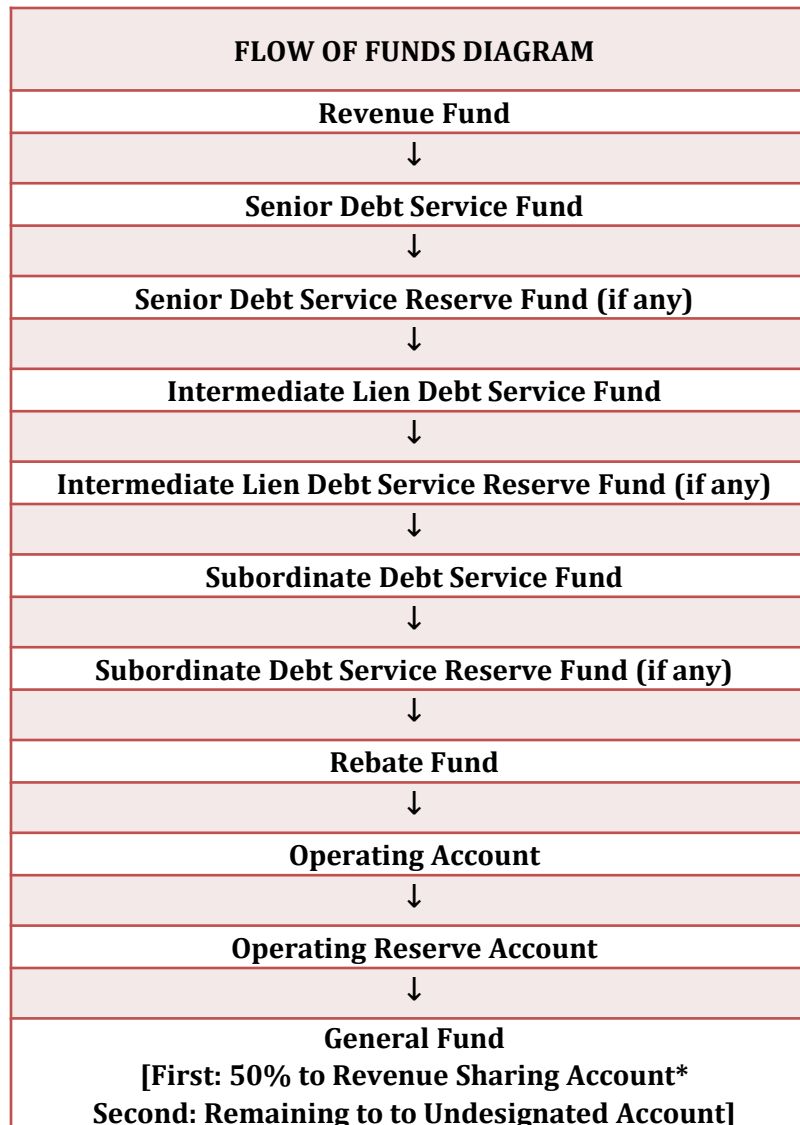 FLOW OF FUNDS DIAGRAM
Revenue Fund
↓
Senior Debt Service Fund
↓
Senior Debt Service Reserve Fund (if any)
↓
Intermediate Lien Debt Service Fund
↓
Intermediate Lien Debt Service Reserve Fund (if any)
↓
Subordinate Debt Service Fund
↓
Subordinate Debt Service Reserve Fund (if any)
↓
Rebate Fund
↓
Operating Account
↓
Operating Reserve Account
↓
General Fund
[First: 50% to Revenue Sharing Account*
Second: Remaining to to Undesignated Account]